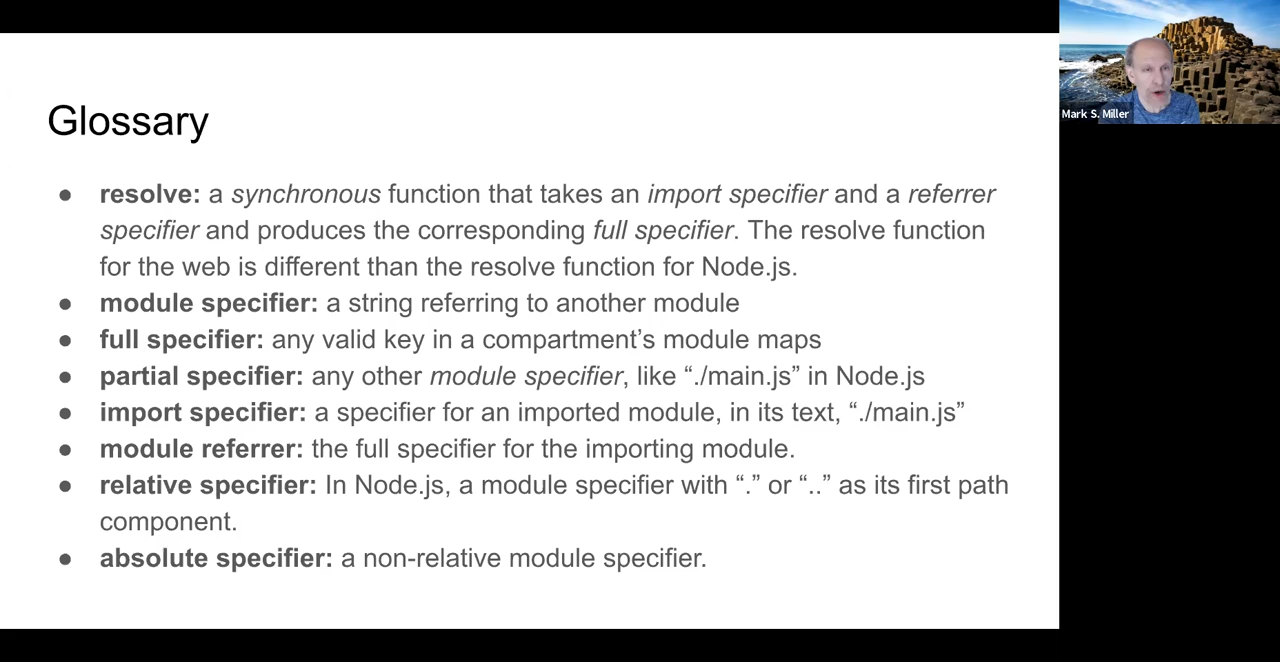 Glossary
● resolve: a synchronous function that takes an import specifier and a referrer
specifier and produces the corresponding full specifier. The resolve function
for the web is different than the resolve function for Node.js.
● module specifier: a string referring to another module
● full specifier: any valid key in a compartment’s module maps
● partial specifier: any other module specifier, like “./main.js” in Node.js
● import specifier: a specifier for an imported module, in its text, “./main.js”
● module referrer: the full specifier for the importing module.
● relative specifier: In Node.js, a module specifier with “.” or “..” as its first path
component.
● absolute specifier: a non-relative module specifier.
Mark S. Miller